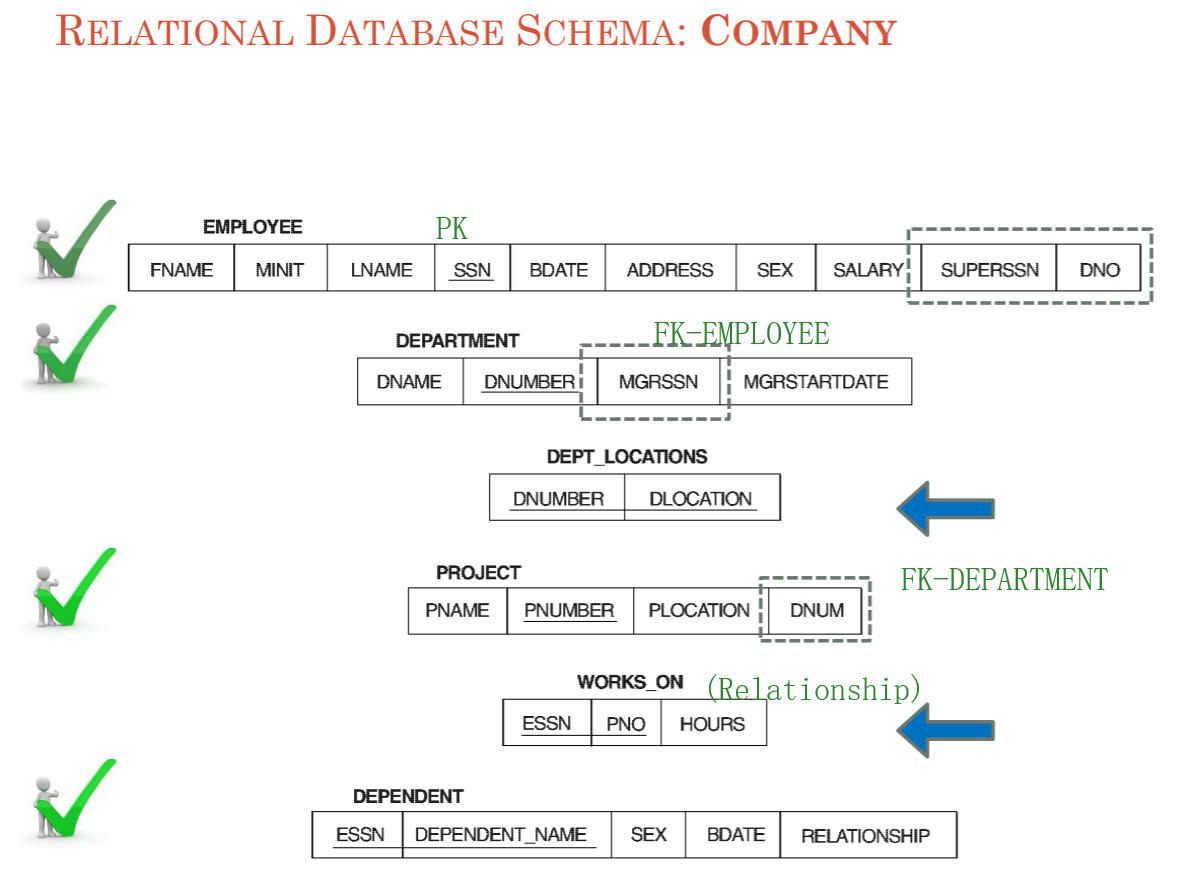 RELATIONAL DATABASE SCHEMA: COMPANY
EMPLOYEE PK
FNAME MINIT LNAME SSN BDATE ADDRESS SEX SALARY SUPERSSN DNO
DEPARTMENT FK-EMPLOYEE
DNAME DNUMBER MGRSSN MGRSTARTDATE
DEPT_LOCATIONS
DNUMBER DLOCATION
PROJECT FK-DEPARTMENT
PNAME PNUMBER PLOCATION DNUM
WORKS_ON (Relationship)
ESSN PNO HOURS
DEPENDENT
ESSN DEPENDENT_NAME SEX BDATE RELATIONSHIP